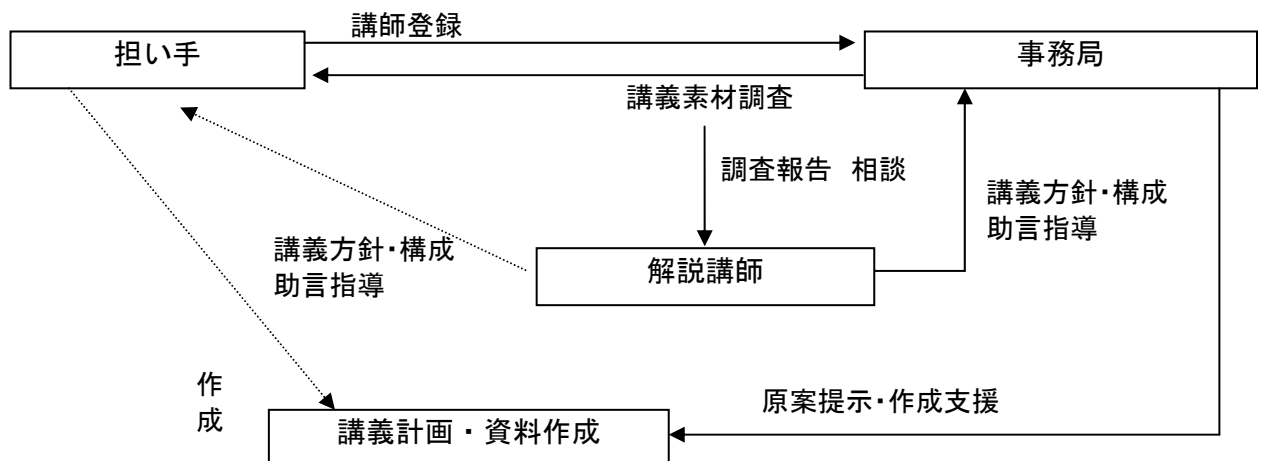 講師登録
担い手
事務局
講義素材調査
調査報告 相談
講義方針・構成
助言指導
講義方針・構成
助言指導
解説講師
作
成
原案提示・作成支援
講義計画・資料作成